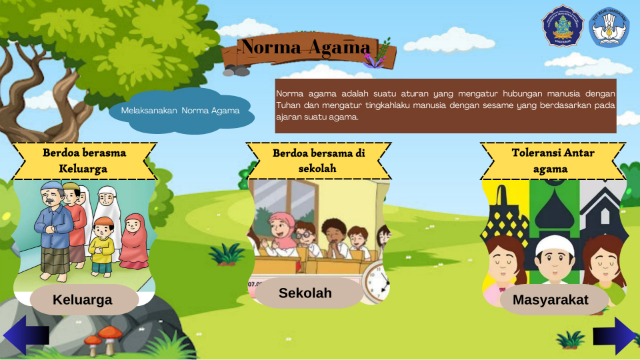 Norma Agama
Norma agama adalah suatu aturan yang mengatur hubungan manusia dengan
Tuhan dan mengatur tingkahlaku manusia dengan sesame yang berdasarkan pada
ajaran suatu agama.
Melaksanakan Norma Agama
Berdoa berasma
Keluarga
Berdoa bersama di
sekolah
Toleransi Antar
agama
Keluarga
Sekolah
Masyarakat